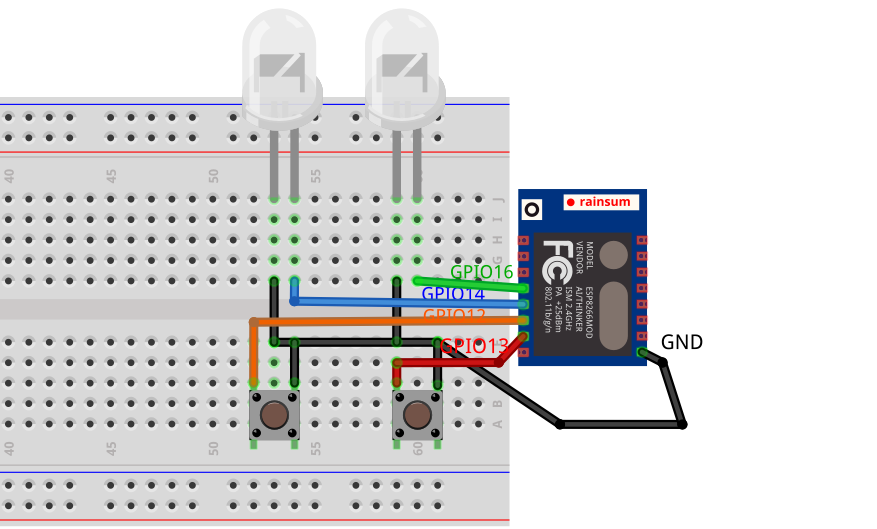 40
45
50
55
J
I
H
G
rainsum
MODEL
VENDOR
ESP8266MOD
AI/THINKER
ISM 2.4GHz
PA +25dBm
802.11b/g/n
FC
GPIO16
GPIO14
GPIO12
GPIO13
GND
B
A
40
45
50
55
60